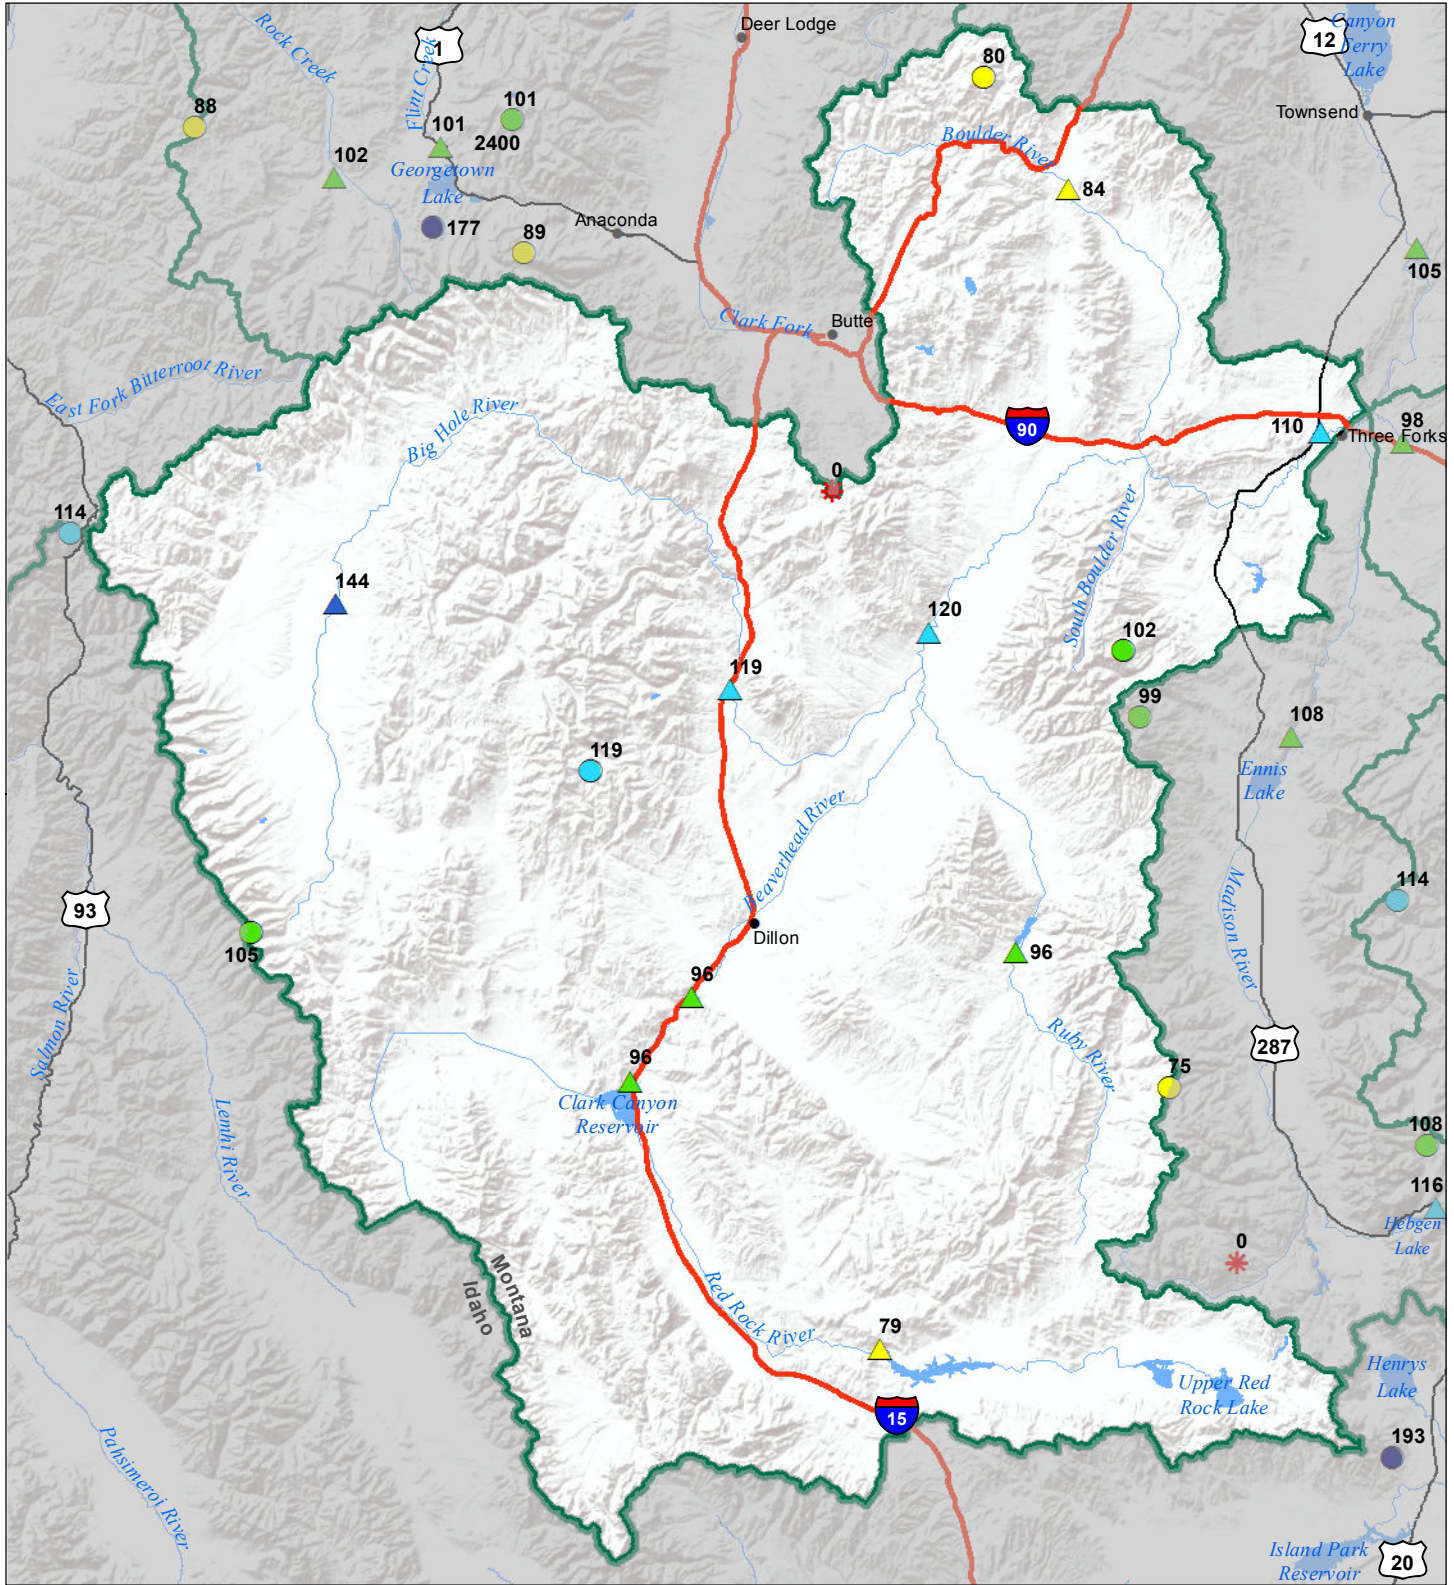 Rock Creek
Flint Creek
1
Deer Lodge
12
Canyon
Ferry
Lake
80
88
101
101
2400
Townsend
102
Georgetown
Lake
Boulder River
84
177
89
Anaconda
105
Clark Fork
Butte
East Fork Bitterroot River
Big Hole River
90
110
Three Forks
98
0
114
South Boulder River
144
120
102
119
99
108
119
Ennis
Lake
Beaverhead River
93
114
Dillon
Madison River
105
96
96
Salmon River
Ruby River
287
96
75
Clark Canyon
Reservoir
Lemhi River
108
116
Hebgen
Lake
0
Montana
Idaho
Red Rock River
79
Henrys
Lake
Upper Red
Rock Lake
15
193
Pahsimeroi River
Island Park
Reservoir
20